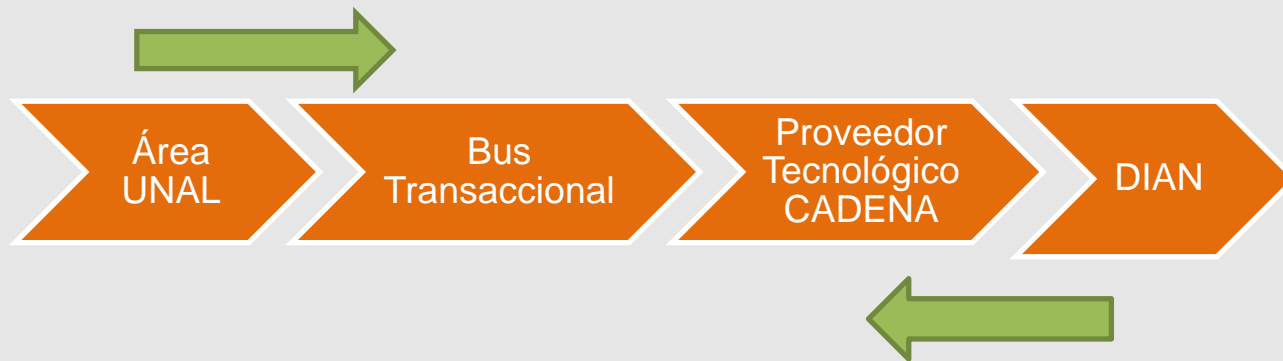 Área
UNAL
Bus
Transaccional
Proveedor
Tecnológico
CADENA
DIAN